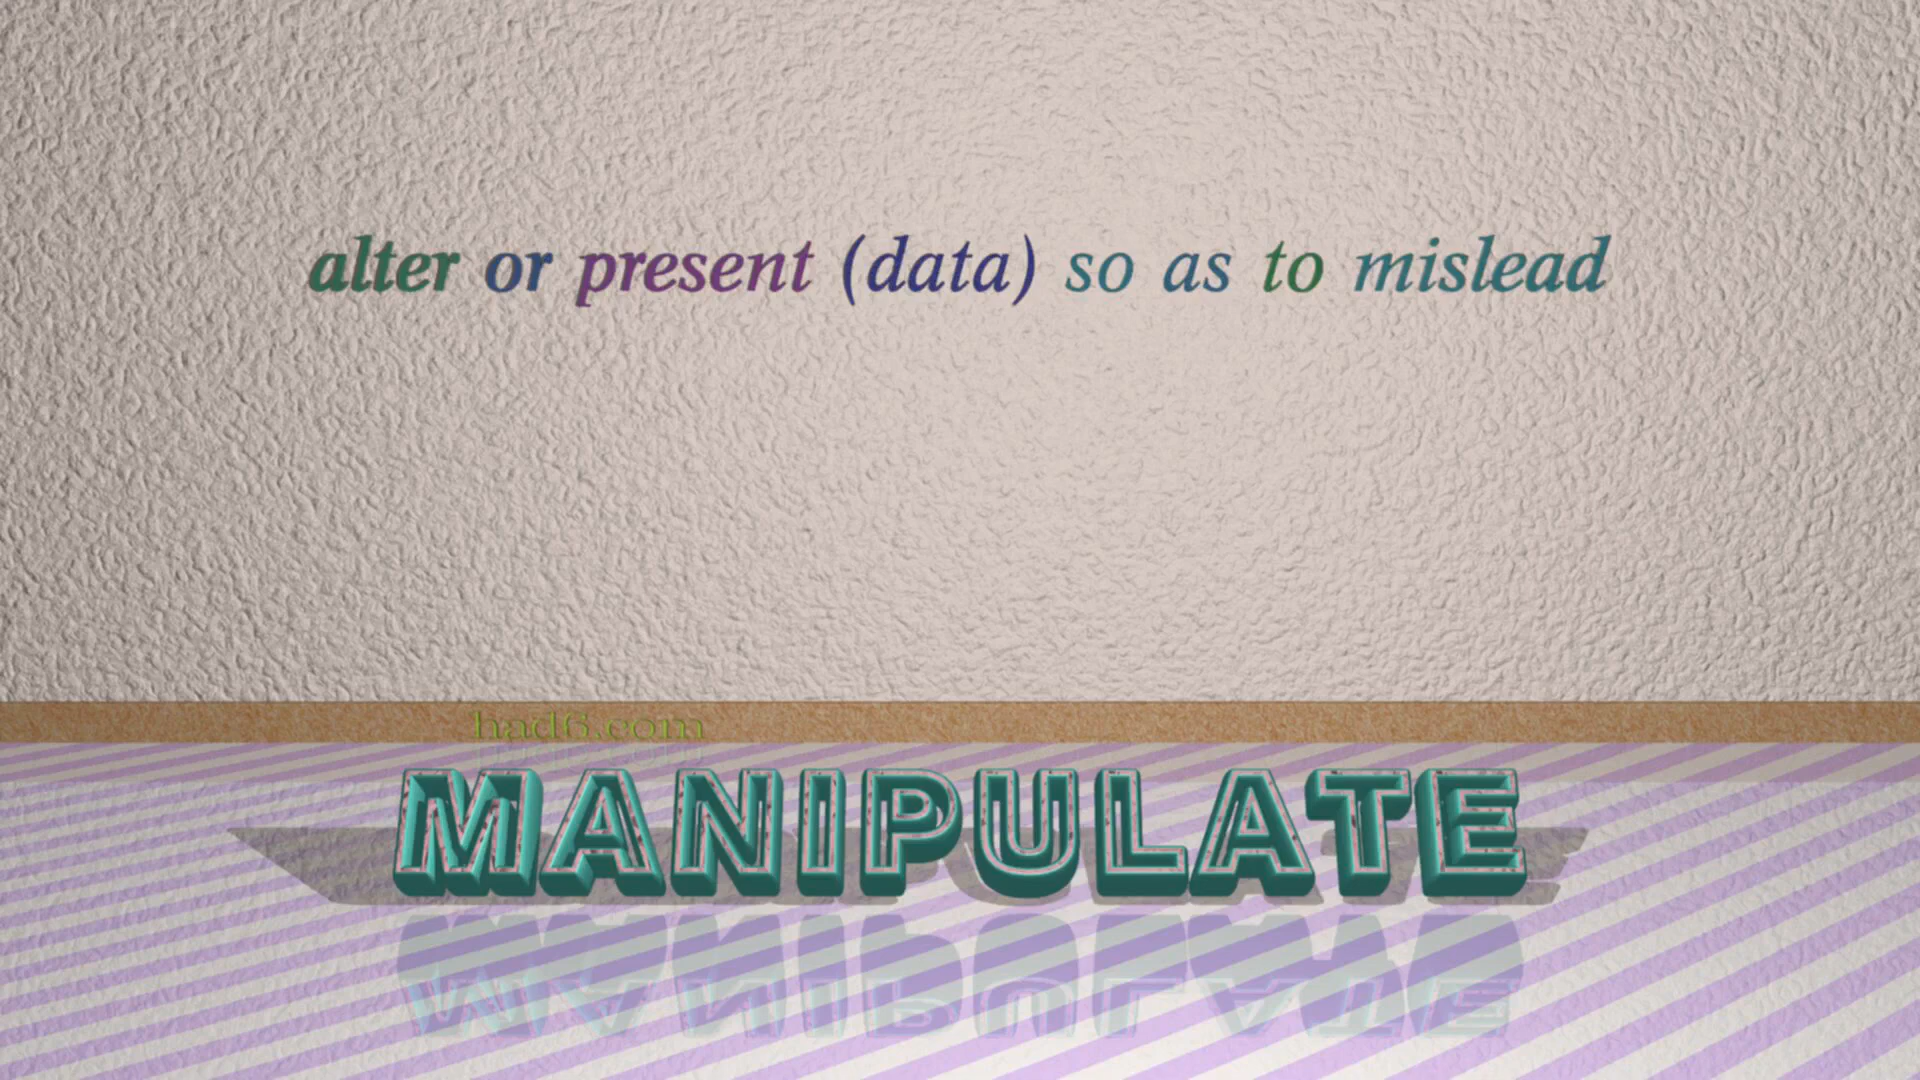 alter or present (data) so as to mislead
had6.com
MANIPULATE